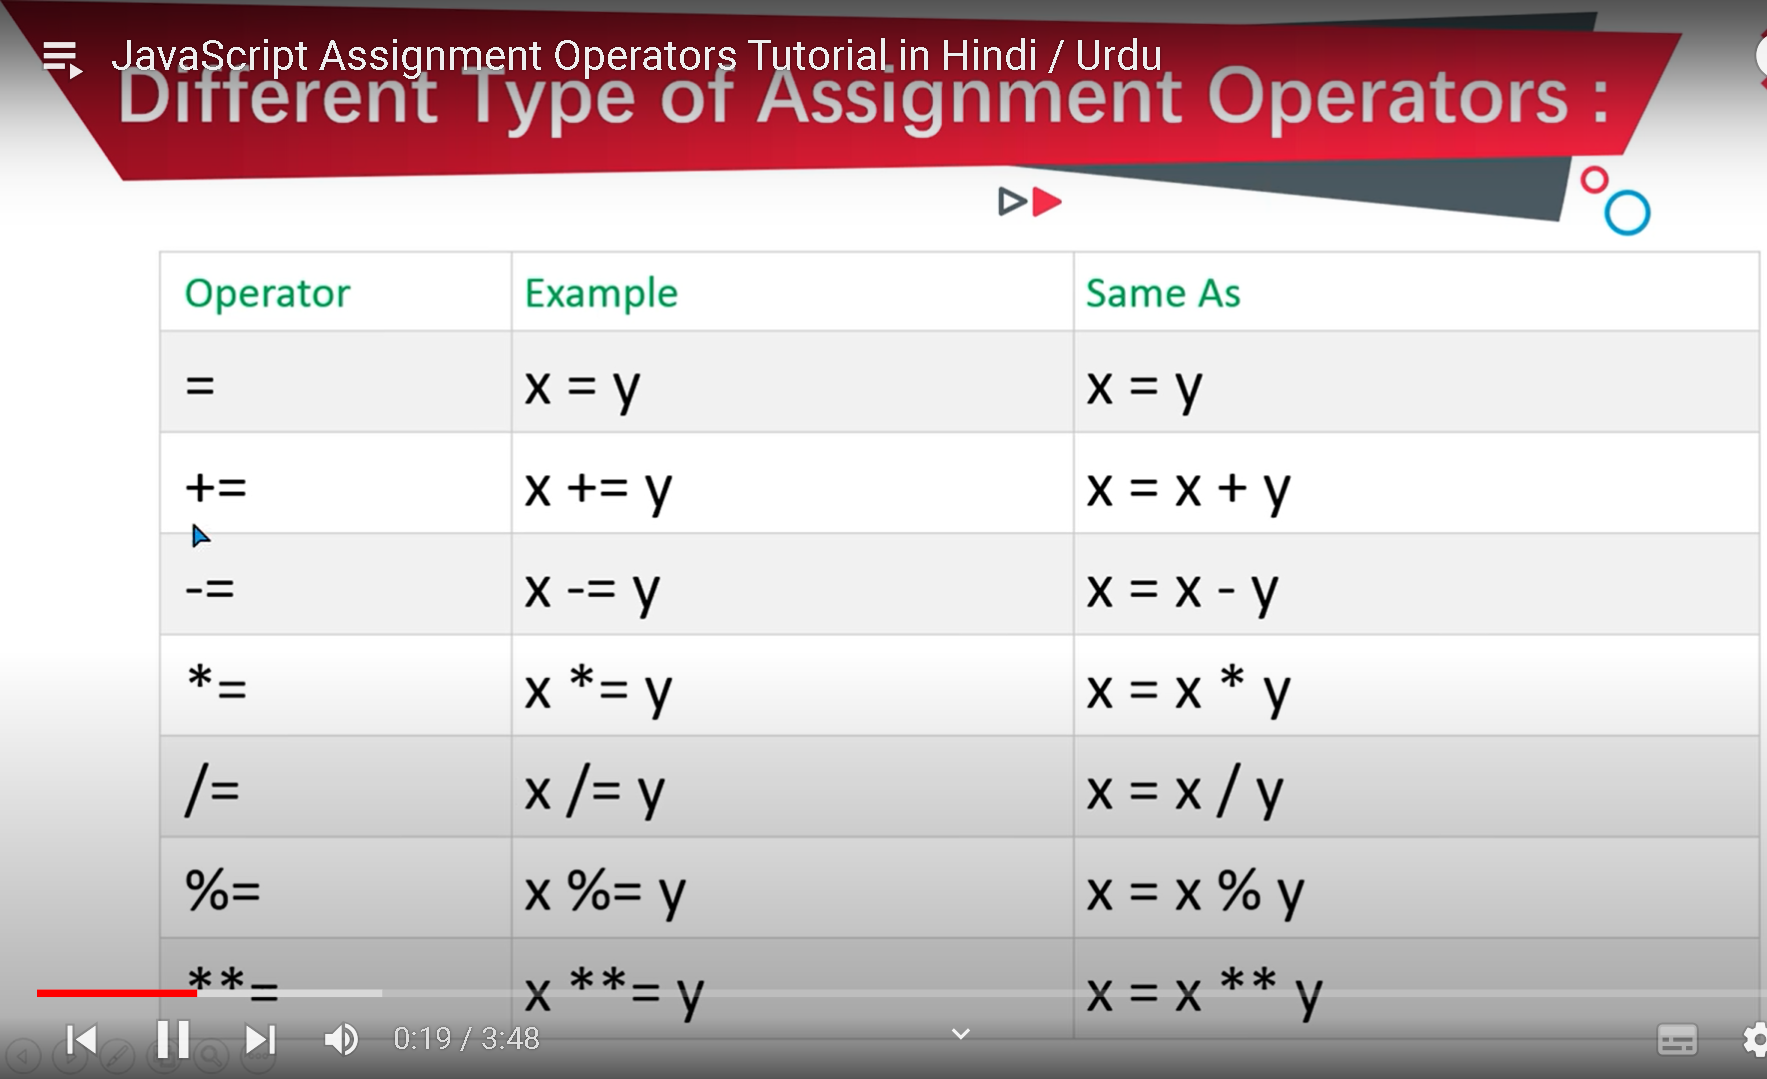 JavaScript Assignment Operators Tutorial in Hindi / Urdu
Different Type of Assignment Operators :
Operator Example Same As
= x = y x = y
+= x += y x = x + y
-= x -= y x = x - y
*= x *= y x = x * y
/= x /= y x = x / y
%= x %= y x = x % y
**= x **= y x = x ** y
0:19 / 3:48